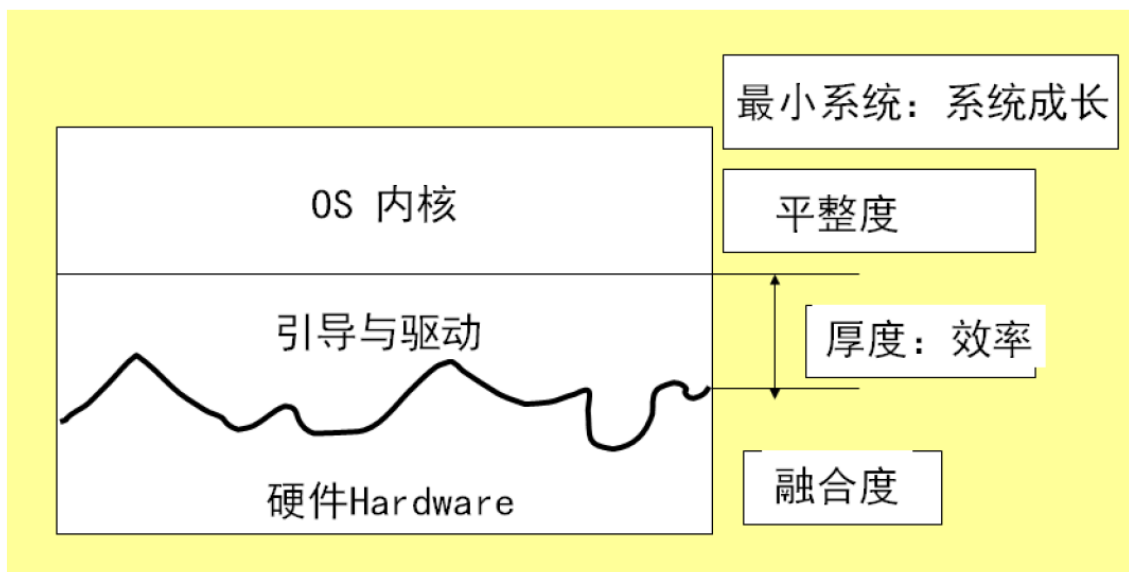 最小系统：系统成长
OS 内核
平整度
引导与驱动
厚度：效率
融合度
硬件Hardware